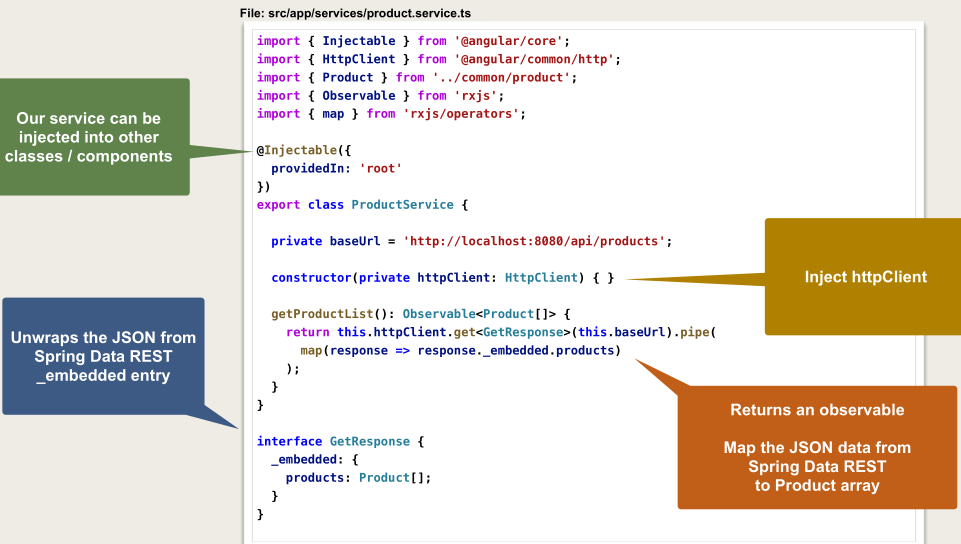 File: src/app/services/product.service.ts
import { Injectable } from '@angular/core';
import { HttpClient } from '@angular/common/http';
import { Product } from '../common/product';
import { Observable } from 'rxjs';
import { map } from 'rxjs/operators';
@Injectable({
  providedIn: 'root'
})
export class ProductService {
  private baseUrl = 'http://localhost:8080/api/products';
  constructor(private httpClient: HttpClient) { }
  getProductList(): Observable<Product[]> {
    return this.httpClient.get<GetResponse>(this.baseUrl).pipe(
      map(response => response._embedded.products)
    );
  }
}
interface GetResponse {
  _embedded: {
    products: Product[];
  }
}
Our service can be
injected into other
classes / components
Inject httpClient
Unwraps the JSON from
Spring Data REST
_embedded entry
Returns an observable
Map the JSON data from
Spring Data REST
to Product array